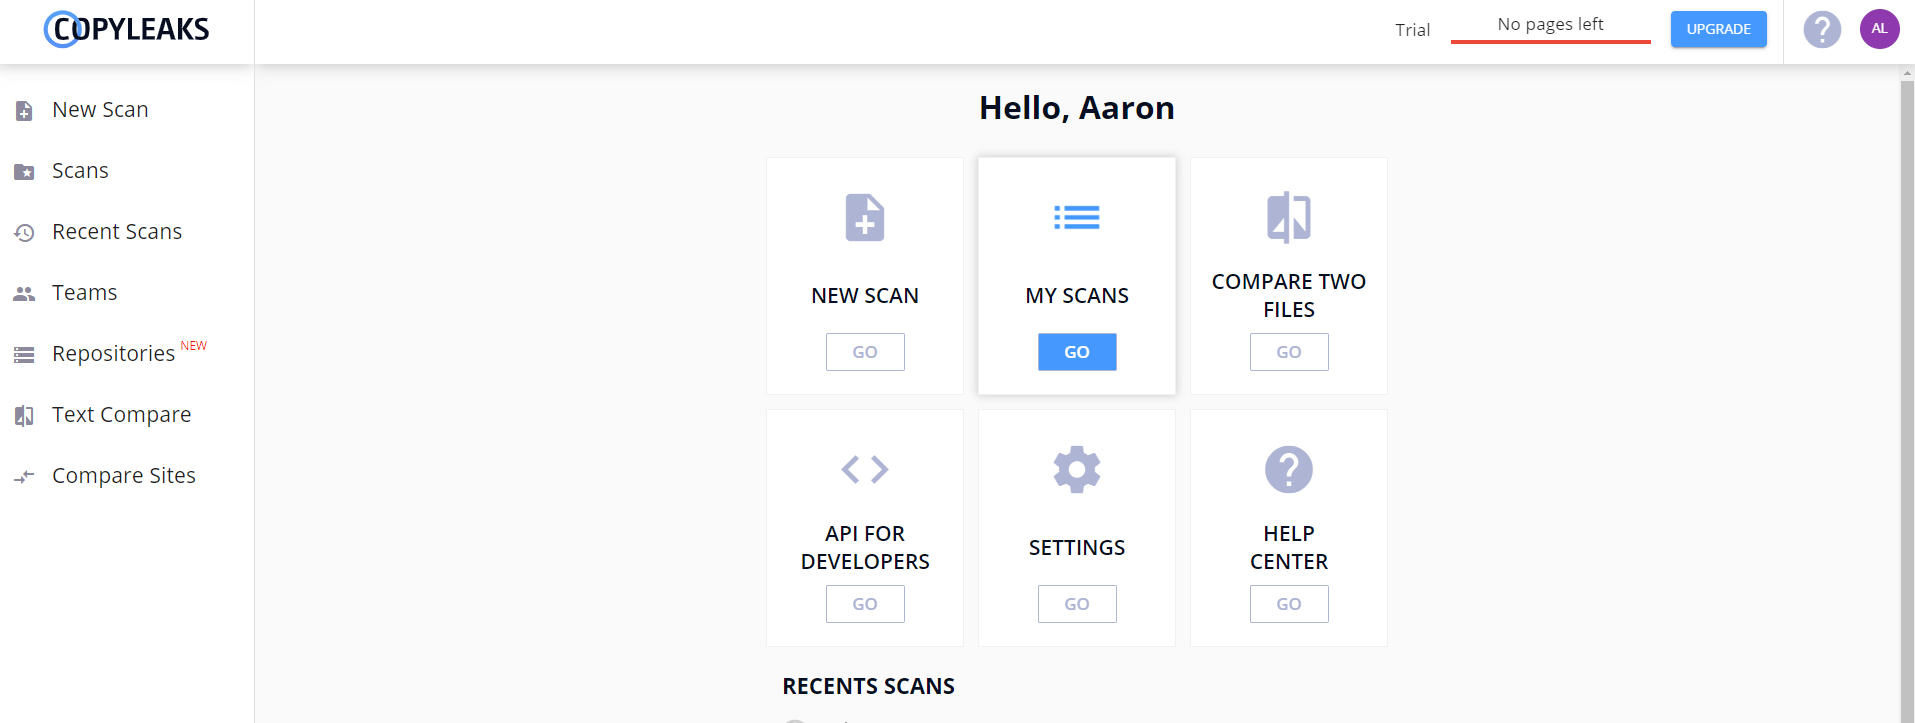 COPYLEAKS
Trial
No pages left
UPGRADE
?
AL
New Scan
Scans
Recent Scans
Teams
Repositories NEW
Text Compare
Compare Sites
Hello, Aaron
NEW SCAN
GO
MY SCANS
GO
COMPARE TWO
FILES
GO
API FOR
DEVELOPERS
GO
SETTINGS
GO
?
HELP
CENTER
GO
RECENTS SCANS